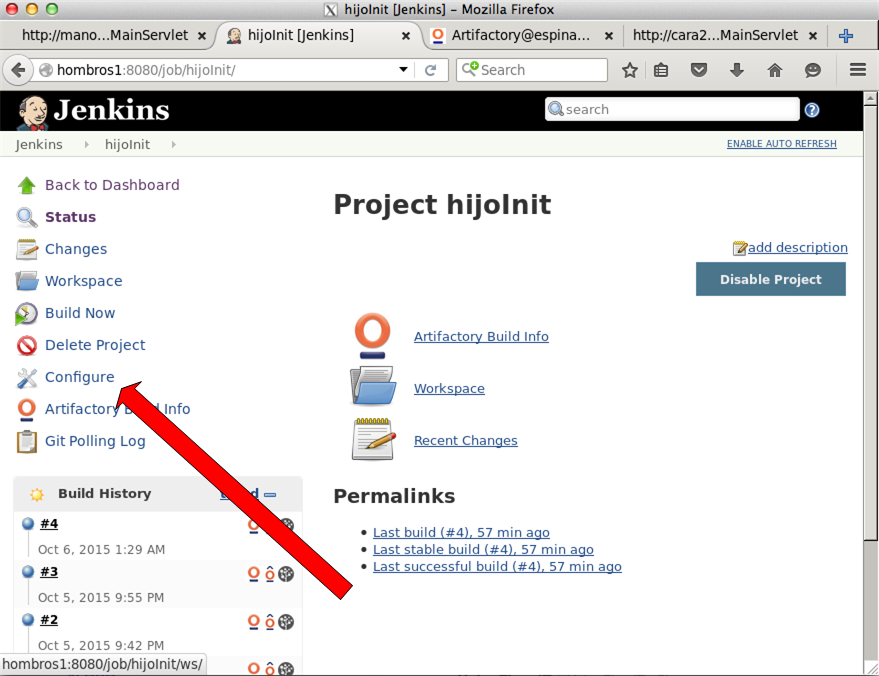 hijoInit [Jenkins] – Mozilla Firefox
http://mano...MainServlet
hijoInit [Jenkins]
Artifactory@espina...
http://cara2...MainServlet
hombros1:8080/job/hijoInit/
Search
Jenkins
search
Jenkins
hijoInit
ENABLE AUTO REFRESH
Back to Dashboard
Status
Changes
Workspace
Build Now
Delete Project
Configure
Artifactory Build Info
Git Polling Log
Project hijoInit
add description
Disable Project
Artifactory Build Info
Workspace
Recent Changes
Permalinks
Last build (#4), 57 min ago
Last stable build (#4), 57 min ago
Last successful build (#4), 57 min ago
Build History
#4
Oct 6, 2015 1:29 AM
#3
Oct 5, 2015 9:55 PM
#2
Oct 5, 2015 9:42 PM
hombros1:8080/job/hijoInit/ws/